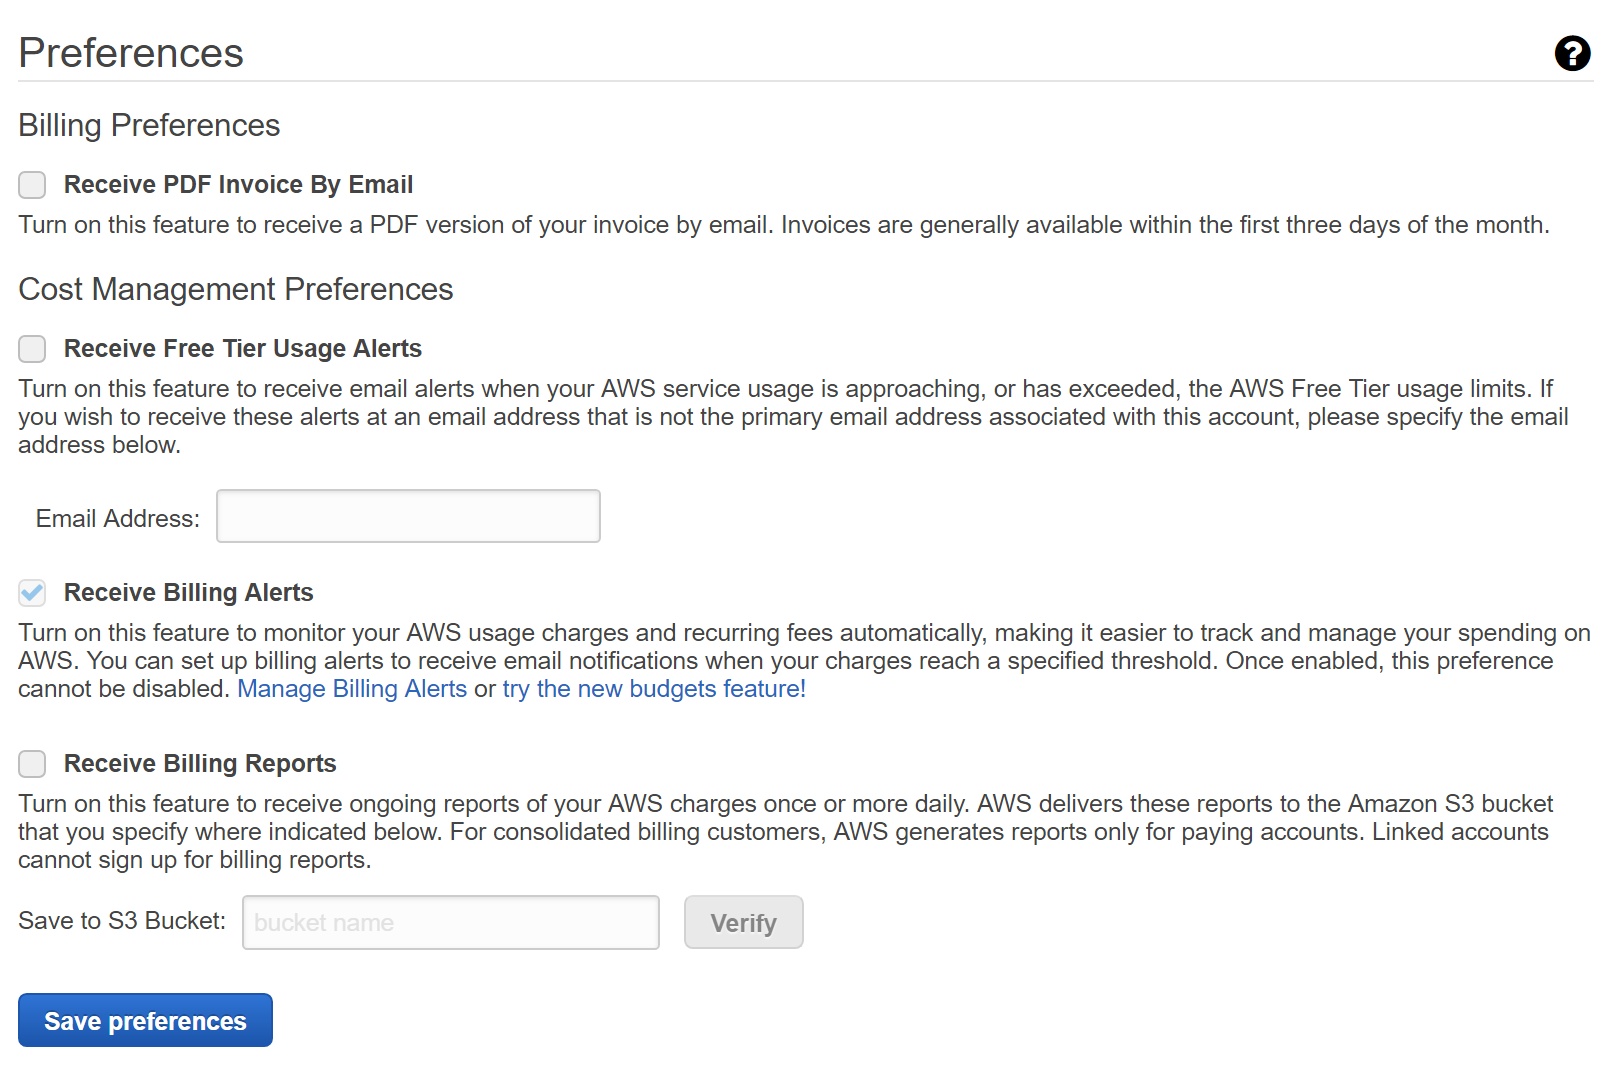 Preferences
?
Billing Preferences
Receive PDF Invoice By Email
Turn on this feature to receive a PDF version of your invoice by email. Invoices are generally available within the first three days of the month.
Cost Management Preferences
Receive Free Tier Usage Alerts
Turn on this feature to receive email alerts when your AWS service usage is approaching, or has exceeded, the AWS Free Tier usage limits. If
you wish to receive these alerts at an email address that is not the primary email address associated with this account, please specify the email
address below.
Email Address:
Receive Billing Alerts
Turn on this feature to monitor your AWS usage charges and recurring fees automatically, making it easier to track and manage your spending on
AWS. You can set up billing alerts to receive email notifications when your charges reach a specified threshold. Once enabled, this preference
cannot be disabled. Manage Billing Alerts or try the new budgets feature!
Receive Billing Reports
Turn on this feature to receive ongoing reports of your AWS charges once or more daily. AWS delivers these reports to the Amazon S3 bucket
that you specify where indicated below. For consolidated billing customers, AWS generates reports only for paying accounts. Linked accounts
cannot sign up for billing reports.
Save to S3 Bucket: bucket name Verify
Save preferences